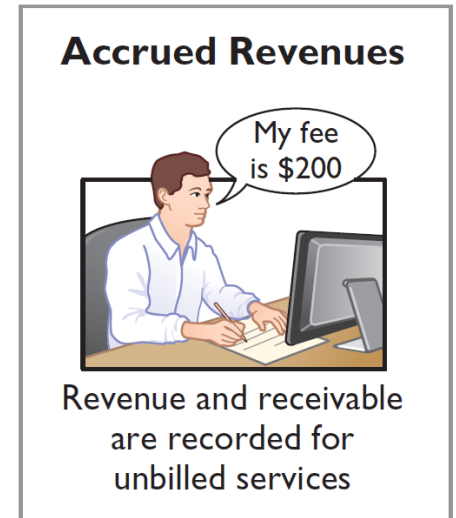 Accrued Revenues
My fee
is $200
Revenue and receivable
are recorded for
unbilled services